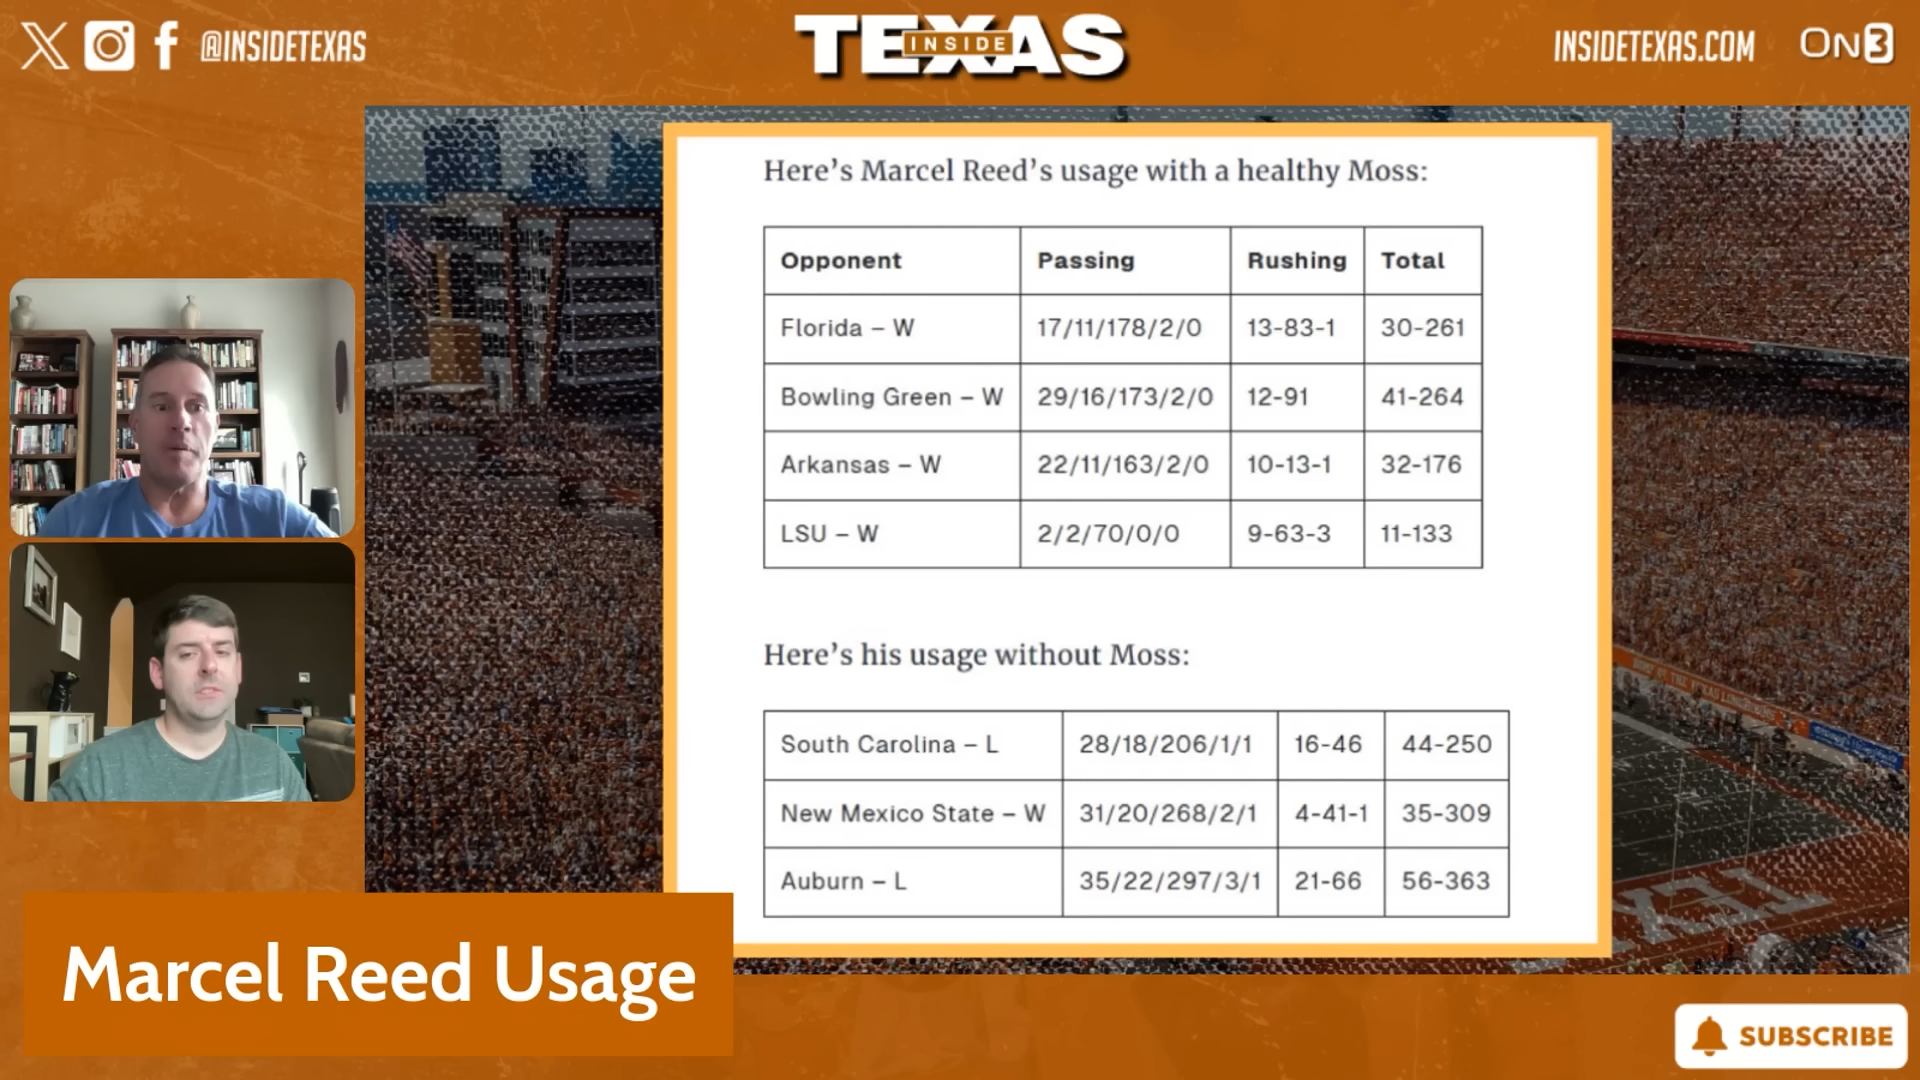 @INSIDETEXAS
TEXAS
INSIDE
INSIDETEXAS.COM
ON3
Here’s Marcel Reed’s usage with a healthy Moss:
Opponent Passing Rushing Total
Florida – W 17/11/178/2/0 13-83-1 30-261
Bowling Green – W 29/16/173/2/0 12-91 41-264
Arkansas – W 22/11/163/2/0 10-13-1 32-176
LSU – W 2/2/70/0/0 9-63-3 11-133
Here’s his usage without Moss:
South Carolina – L 28/18/206/1/1 16-46 44-250
New Mexico State – W 31/20/268/2/1 4-41-1 35-309
Auburn – L 35/22/297/3/1 21-66 56-363
Marcel Reed Usage
SUBSCRIBE